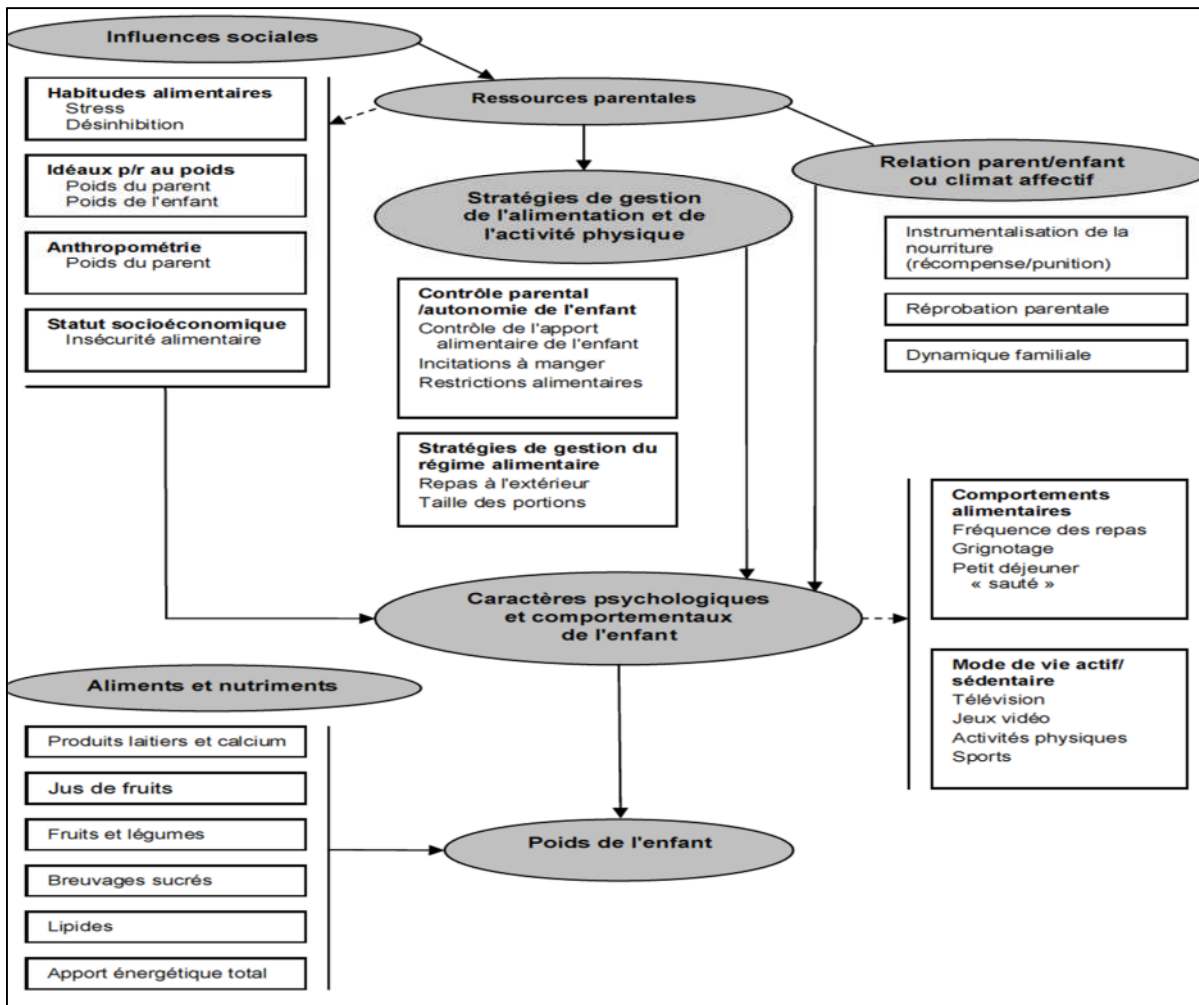 Influences sociales
Ressources parentales
Habitudes alimentaires
Stress
Désinhibition
Idéaux p/r au poids
Poids du parent
Poids de l'enfant
Anthropométrie
Poids du parent
Statut socioéconomique
Insécurité alimentaire
Stratégies de gestion
de l'alimentation et de
l'activité physique
Relation parent/enfant
ou climat affectif
Instrumentalisation de la
nourriture
(récompense/punition)
Réprobation parentale
Dynamique familiale
Contrôle parental
/autonomie de l'enfant
Contrôle de l'apport
alimentaire de l'enfant
Incitations à manger
Restrictions alimentaires
Stratégies de gestion du
régime alimentaire
Repas à l'extérieur
Taille des portions
Comportements
alimentaires
Fréquence des repas
Grignotage
Petit déjeuner
« sauté »
Caractères psychologiques
et comportementaux
de l'enfant
Mode de vie actif/
sédentaire
Télévision
Jeux vidéo
Activités physiques
Sports
Aliments et nutriments
Produits laitiers et calcium
Jus de fruits
Fruits et légumes
Breuvages sucrés
Lipides
Apport énergétique total
Poids de l'enfant